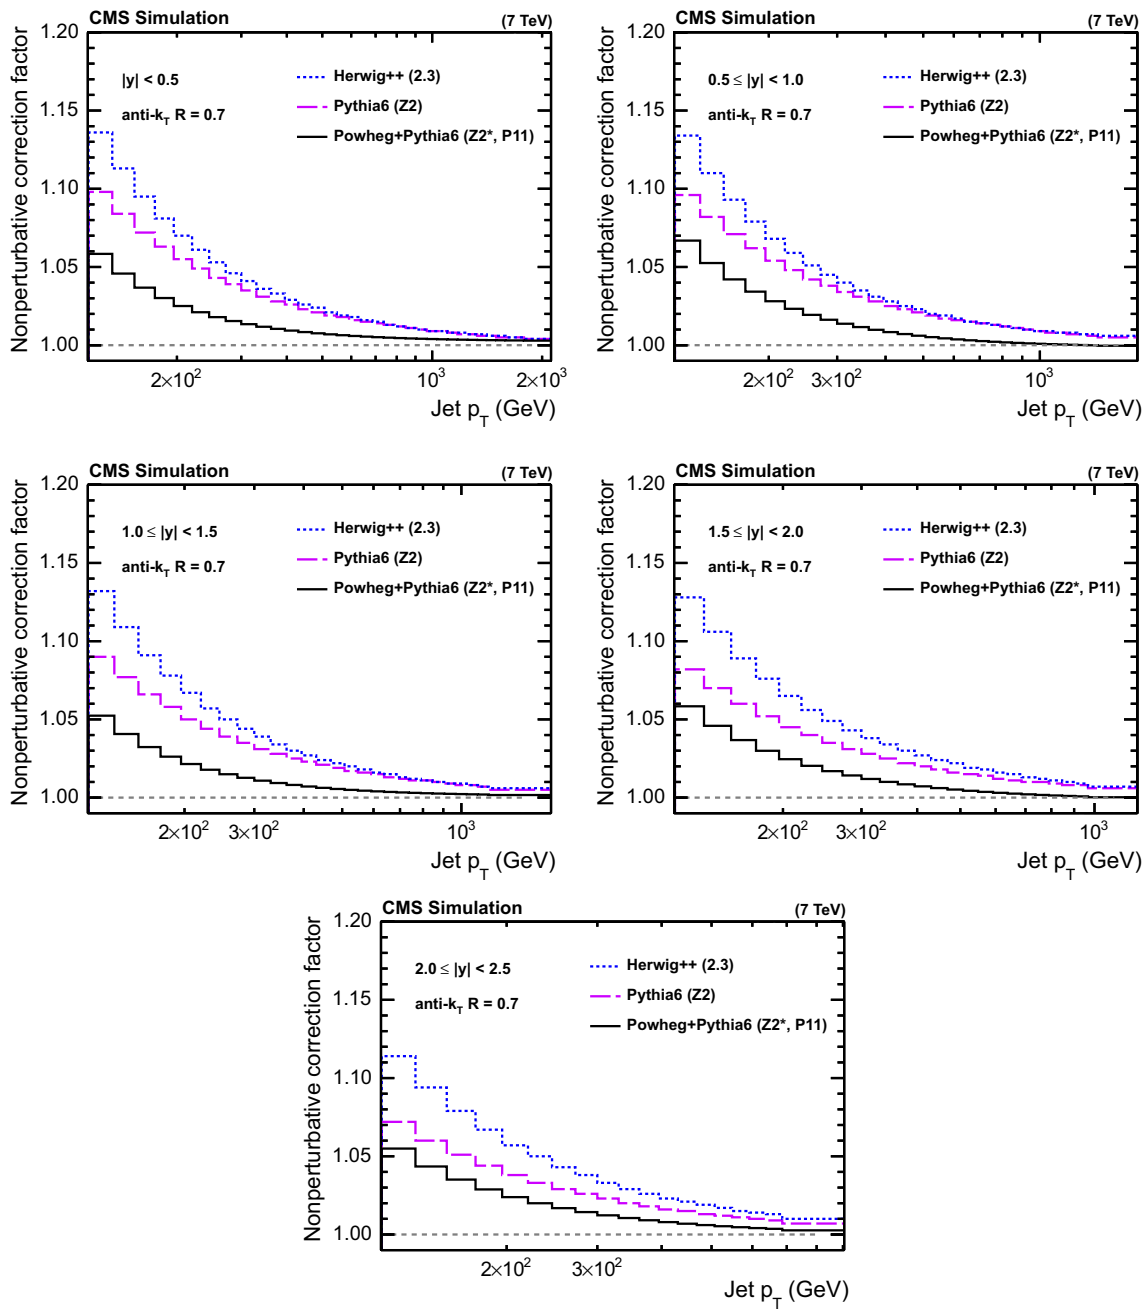 CMS Simulation (7 TeV)
Nonperturbative correction factor
1.20
1.15
1.10
1.05
1.00
|y| < 0.5
anti-k_T R = 0.7
Herwig++ (2.3)
Pythia6 (Z2)
Powheg+Pythia6 (Z2*, P11)
2×10² 10³ 2×10³
Jet p_T (GeV)
CMS Simulation (7 TeV)
Nonperturbative correction factor
1.20
1.15
1.10
1.05
1.00
0.5 ≤ |y| < 1.0
anti-k_T R = 0.7
Herwig++ (2.3)
Pythia6 (Z2)
Powheg+Pythia6 (Z2*, P11)
2×10² 3×10² 10³
Jet p_T (GeV)
CMS Simulation (7 TeV)
Nonperturbative correction factor
1.20
1.15
1.10
1.05
1.00
1.0 ≤ |y| < 1.5
anti-k_T R = 0.7
Herwig++ (2.3)
Pythia6 (Z2)
Powheg+Pythia6 (Z2*, P11)
2×10² 3×10² 10³
Jet p_T (GeV)
CMS Simulation (7 TeV)
Nonperturbative correction factor
1.20
1.15
1.10
1.05
1.00
1.5 ≤ |y| < 2.0
anti-k_T R = 0.7
Herwig++ (2.3)
Pythia6 (Z2)
Powheg+Pythia6 (Z2*, P11)
2×10² 3×10² 10³
Jet p_T (GeV)
CMS Simulation (7 TeV)
Nonperturbative correction factor
1.20
1.15
1.10
1.05
1.00
2.0 ≤ |y| < 2.5
anti-k_T R = 0.7
Herwig++ (2.3)
Pythia6 (Z2)
Powheg+Pythia6 (Z2*, P11)
2×10² 3×10²
Jet p_T (GeV)